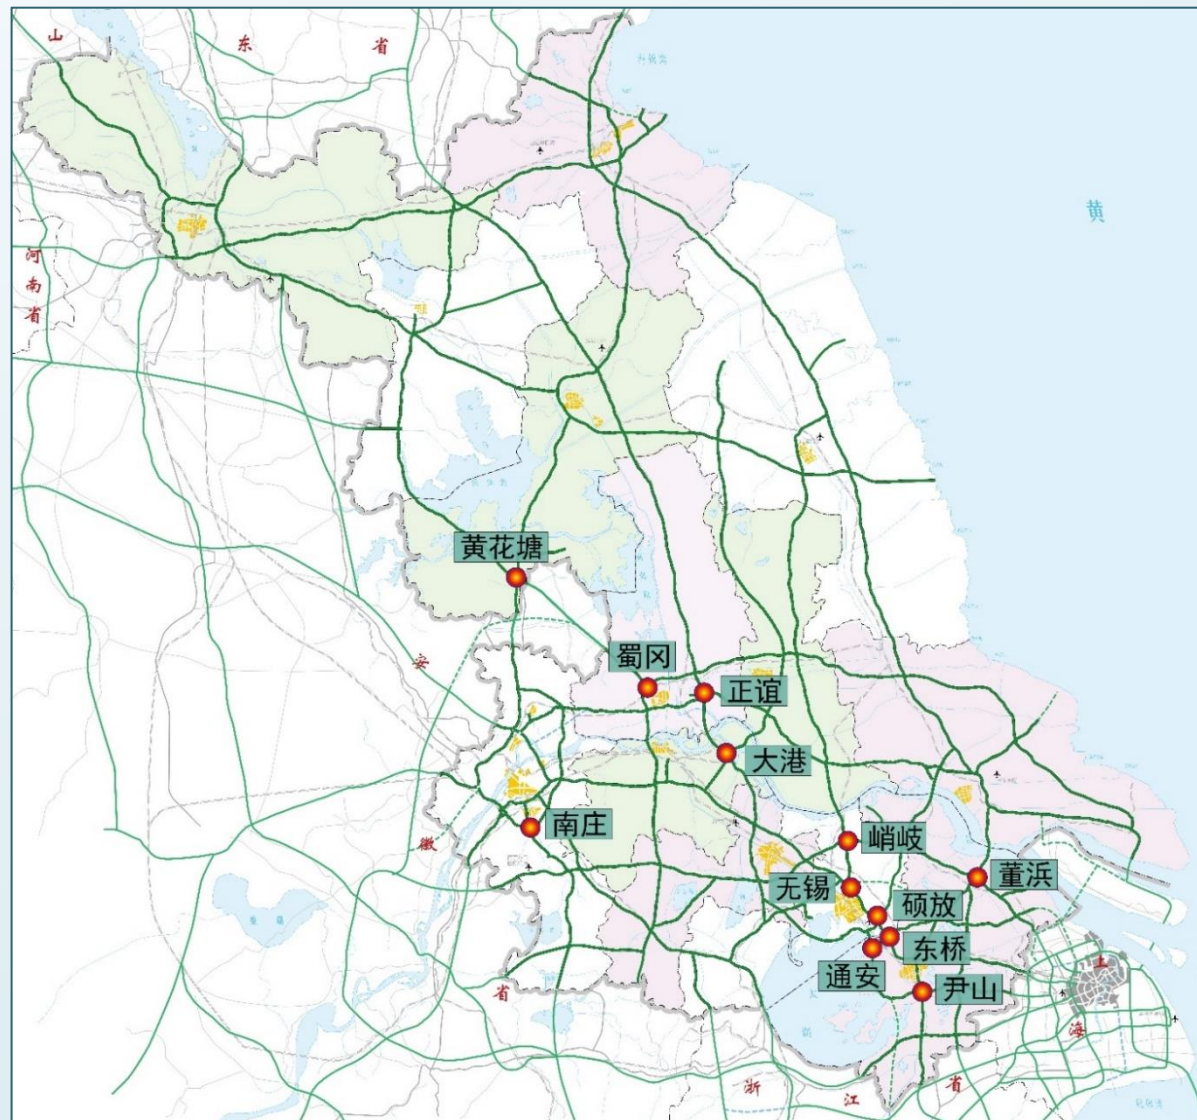 山东省
黄
河南省
黄花塘
安
蜀冈
正谊
大港
南庄
徽
峭岐
无锡
董浜
硕放
东桥
通安
尹山
上
省
海
浙江省